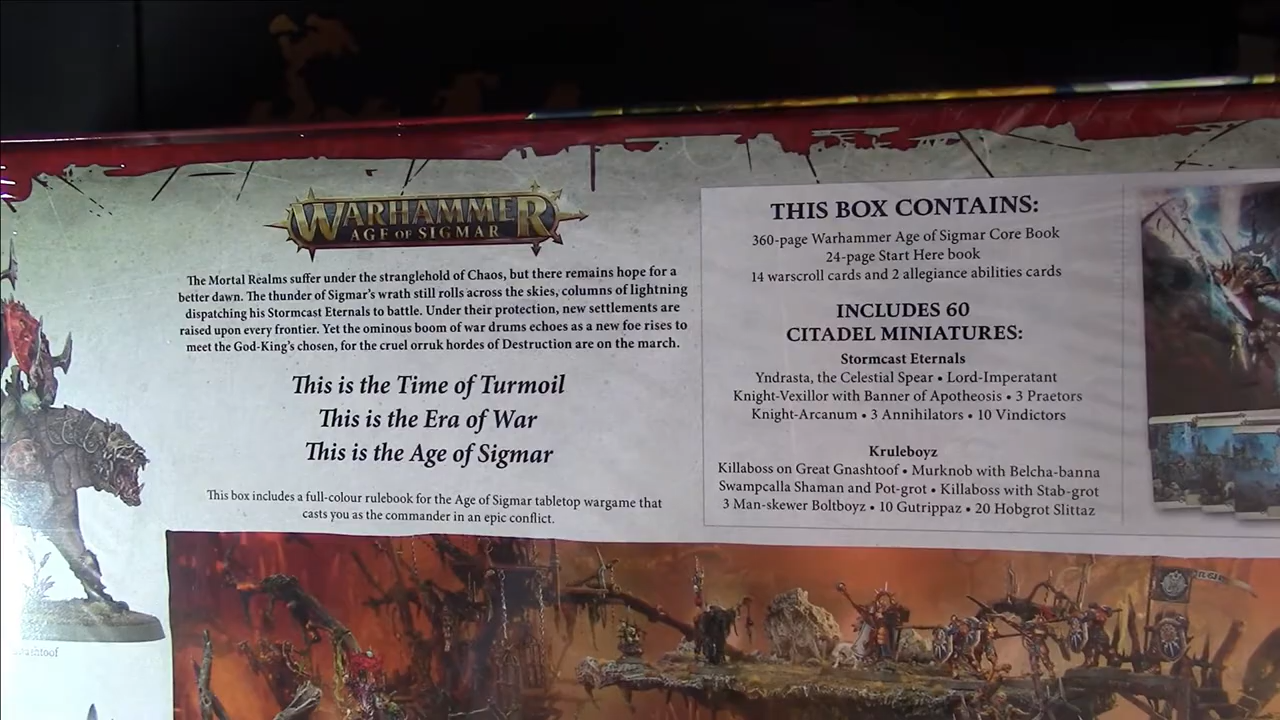 WARHAMMER
AGE OF SIGMAR
The Mortal Realms suffer under the stranglehold of Chaos, but there remains hope for a
better dawn. The thunder of Sigmar's wrath still rolls across the skies, columns of lightning
dispatching his Stormcast Eternals to battle. Under their protection, new settlements are
raised upon every frontier. Yet the ominous boom of war drums echoes as a new foe rises to
meet the God-King's chosen, for the cruel orruk hordes of Destruction are on the march.
This is the Time of Turmoil
This is the Era of War
This is the Age of Sigmar
This box includes a full-colour rulebook for the Age of Sigmar tabletop wargame that
casts you as the commander in an epic conflict.
THIS BOX CONTAINS:
360-page Warhammer Age of Sigmar Core Book
24-page Start Here book
14 warscroll cards and 2 allegiance abilities cards
INCLUDES 60
CITADEL MINIATURES:
Stormcast Eternals
Yndrasta, the Celestial Spear • Lord-Imperatant
Knight-Vexillor with Banner of Apotheosis • 3 Praetors
Knight-Arcanum • 3 Annihilators • 10 Vindictors
Kruleboyz
Killaboss on Great Gnashtoof • Murknob with Belcha-banna
Swampcalla Shaman and Pot-grot • Killaboss with Stab-grot
3 Man-skewer Boltboyz • 10 Gutrippaz • 20 Hobgrot Slittaz